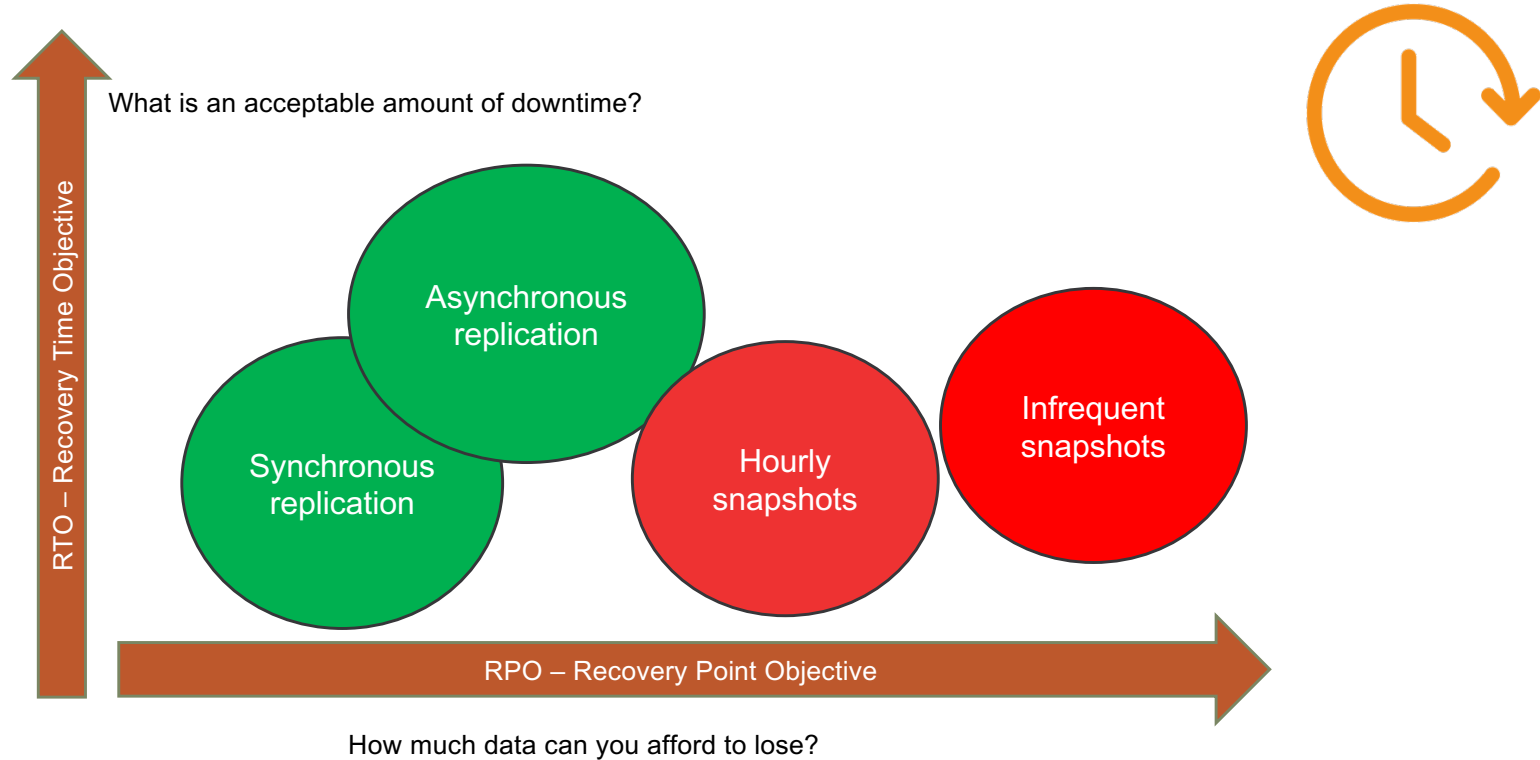 What is an acceptable amount of downtime?
RTO – Recovery Time Objective
Asynchronous
replication
Synchronous
replication
Hourly
snapshots
Infrequent
snapshots
RPO – Recovery Point Objective
How much data can you afford to lose?